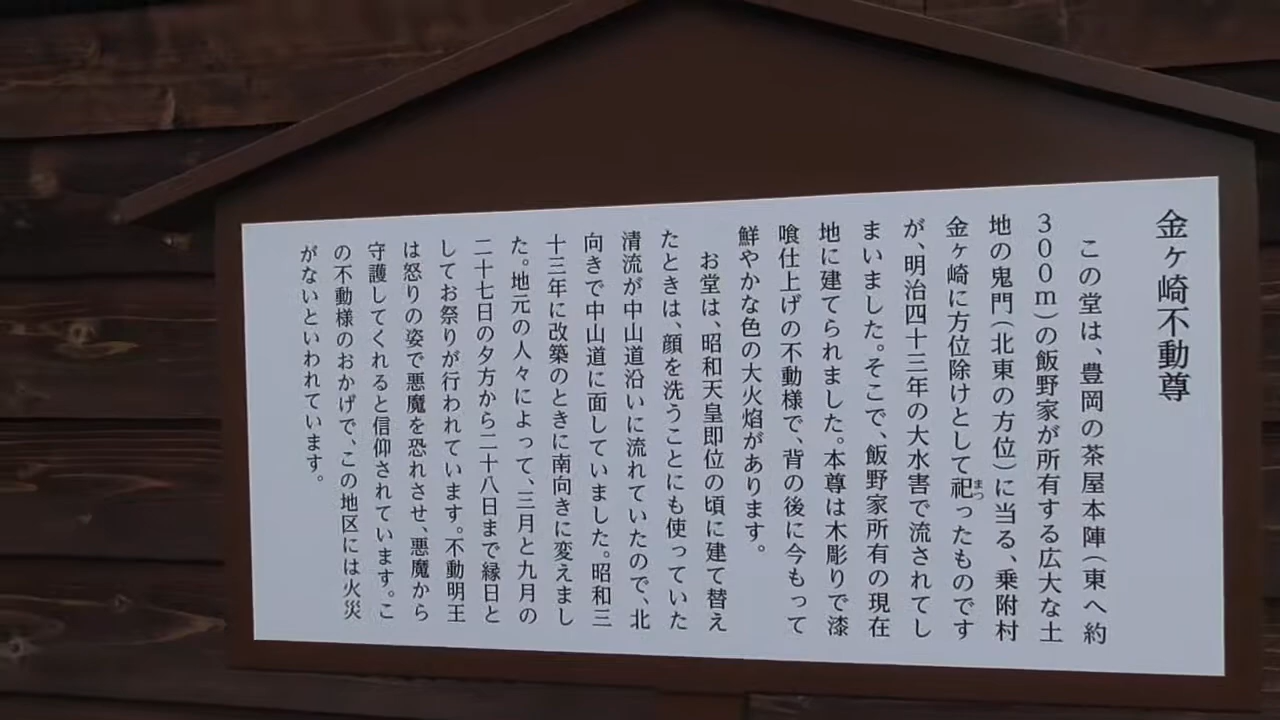 金ヶ崎不動尊
この堂は、豊岡の茶屋本陣（東へ約
300m）の飯野家が所有する広大な土
地の鬼門（北東の方位）に当る、乗附村
金ヶ崎に方位除けとして祀まつったものです
が、明治四十三年の大水害で流されてし
まいました。そこで、飯野家所有の現在
地に建てられました。本尊は木彫りで漆
喰仕上げの不動様で、背の後に今もって
鮮やかな色の大火焰があります。
お堂は、昭和天皇即位の頃に建て替え
たときは、顔を洗うことにも使っていた
清流が中山道沿いに流れていたので、北
向きで中山道に面していました。昭和三
十三年に改築のときに南向きに変えまし
た。地元の人々によって、三月と九月の
二十七日の夕方から二十八日まで縁日と
してお祭りが行われています。不動明王
は怒りの姿で悪魔を恐れさせ、悪魔から
守護してくれると信仰されています。こ
の不動様のおかげで、この地区には火災
がないといわれています。